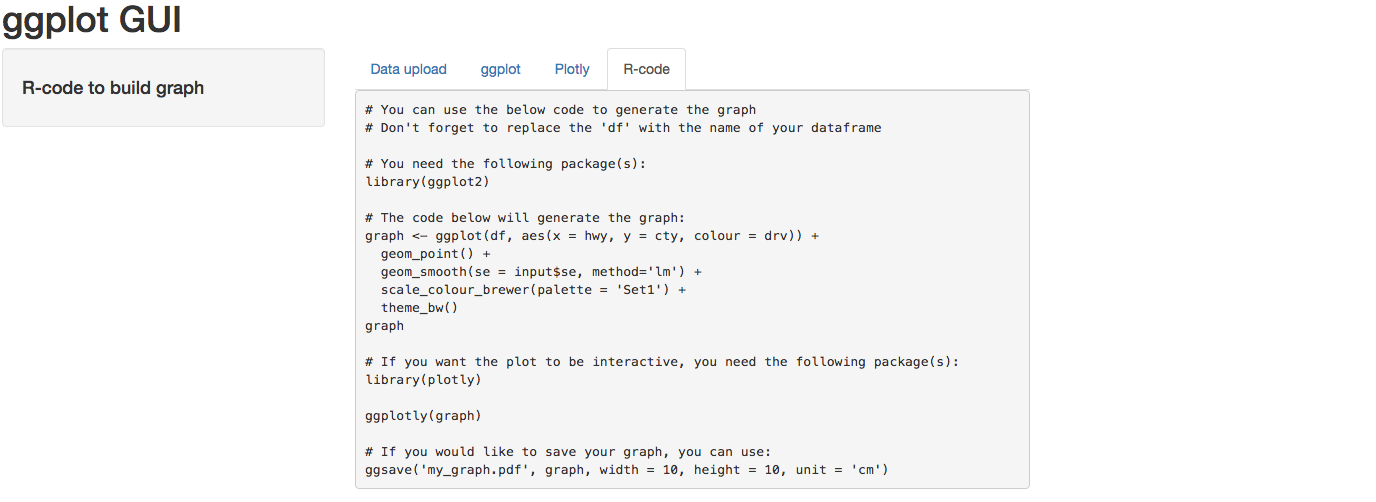 ggplot GUI
R-code to build graph
Data upload ggplot Plotly R-code
# You can use the below code to generate the graph
# Don't forget to replace the 'df' with the name of your dataframe
# You need the following package(s):
library(ggplot2)
# The code below will generate the graph:
graph <- ggplot(df, aes(x = hwy, y = cty, colour = drv)) +
  geom_point() +
  geom_smooth(se = input$se, method='lm') +
  scale_colour_brewer(palette = 'Set1') +
  theme_bw()
graph
# If you want the plot to be interactive, you need the following package(s):
library(plotly)
ggplotly(graph)
# If you would like to save your graph, you can use:
ggsave('my_graph.pdf', graph, width = 10, height = 10, unit = 'cm')